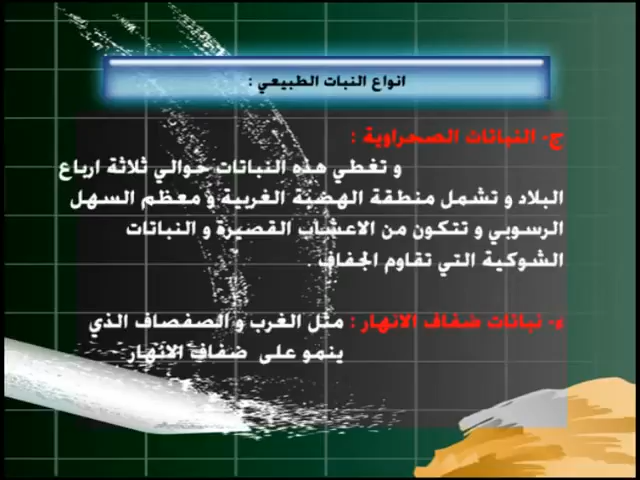 انواع النبات الطبيعي :
ج- النباتات الصحراوية :
و تغطي هذه النباتات حوالي ثلاثة ارباع
البلاد و تشمل منطقة الهضبة الغربية و معظم السهل
الرسوبي و تتكون من الاعشاب القصيرة و النباتات
الشوكية التي تقاوم الجفاف .
ء- نباتات ضفاف الانهار : مثل الغرب و الصفصاف الذي
ينمو على ضفاف الانهار